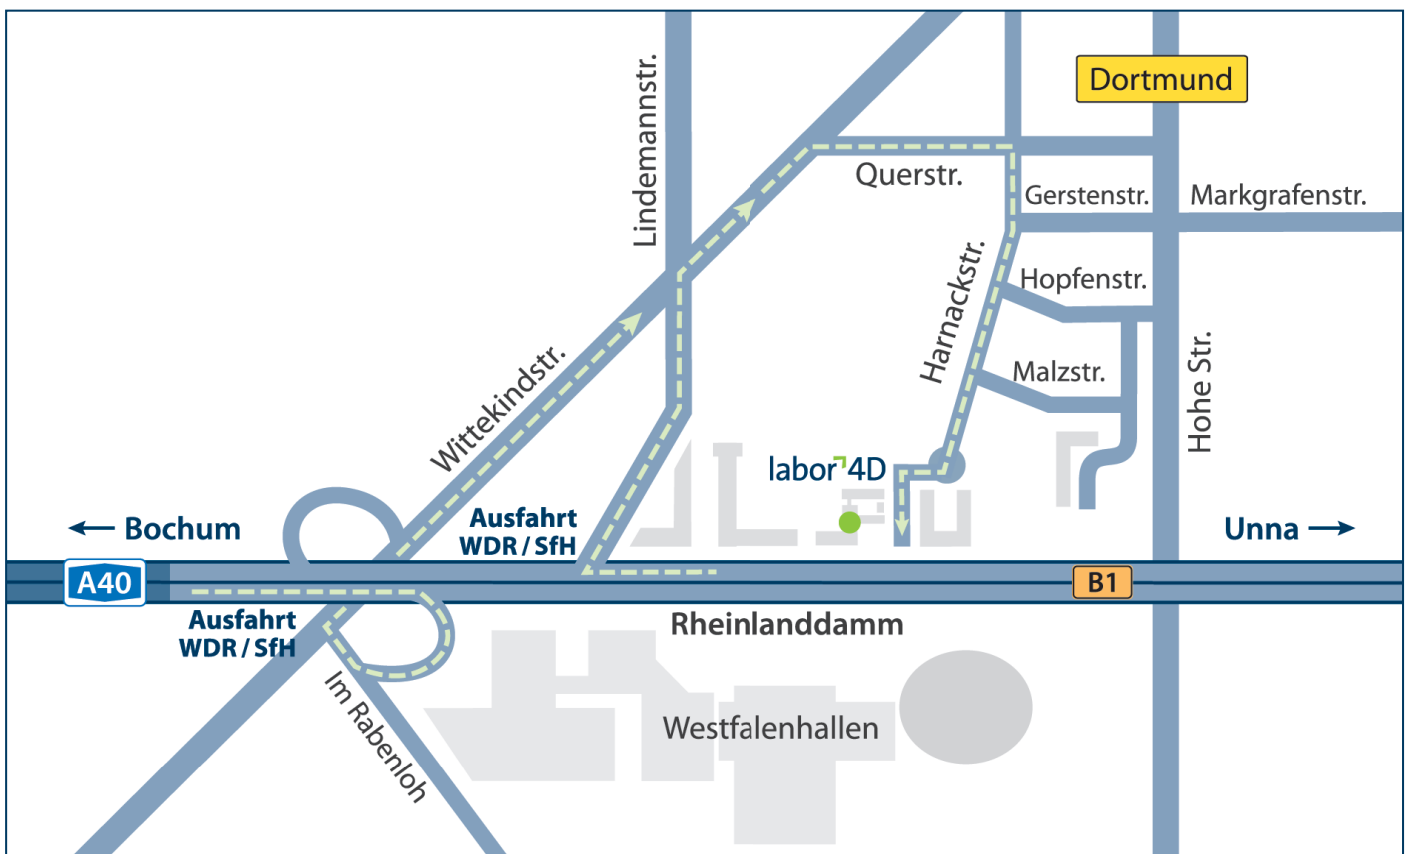 Dortmund
Lindemannstr.
Querstr.
Gerstenstr.
Markgrafenstr.
Harnackstr.
Hopfenstr.
Malzstr.
Hohe Str.
Wittekindstr.
labor 4D
Ausfahrt
WDR / SfH
← Bochum
Unna →
A40
B1
Ausfahrt
WDR / SfH
Rheinlanddamm
Im Rabenloh
Westfalenhallen